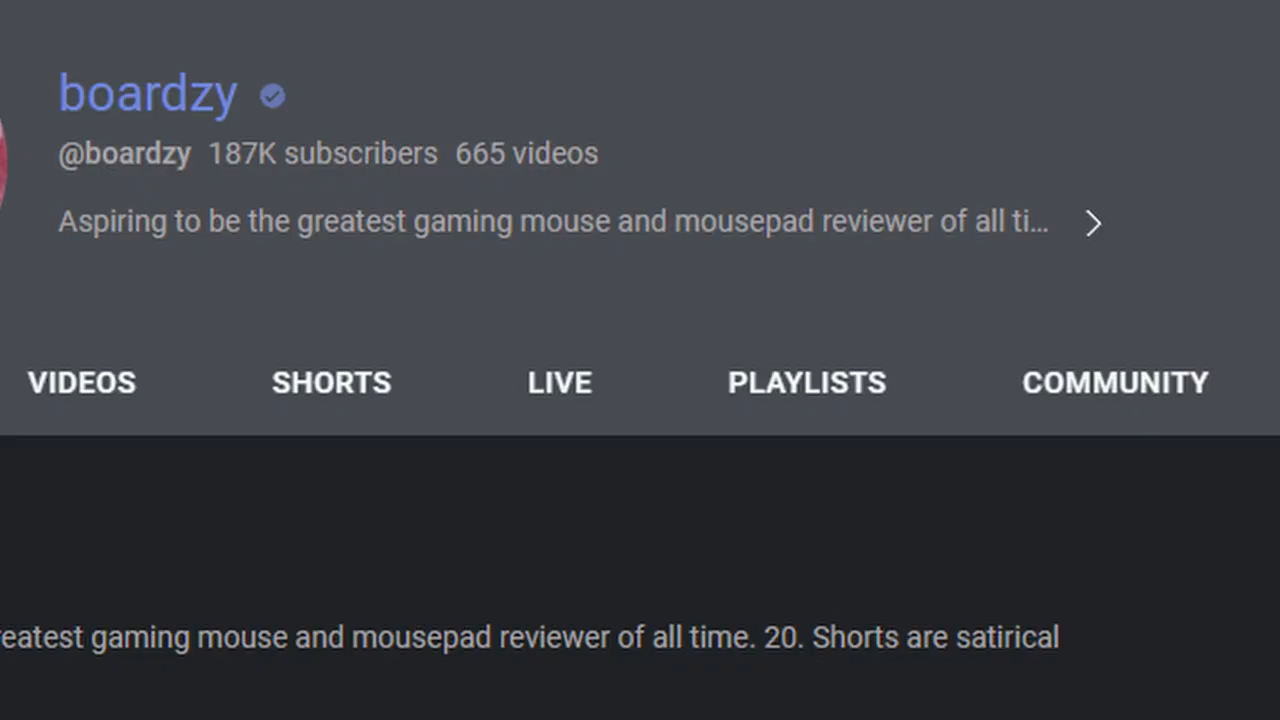 boardzy
@boardzy 187K subscribers 665 videos
Aspiring to be the greatest gaming mouse and mousepad reviewer of all ti...
VIDEOS SHORTS LIVE PLAYLISTS COMMUNITY
reatest gaming mouse and mousepad reviewer of all time. 20. Shorts are satirical